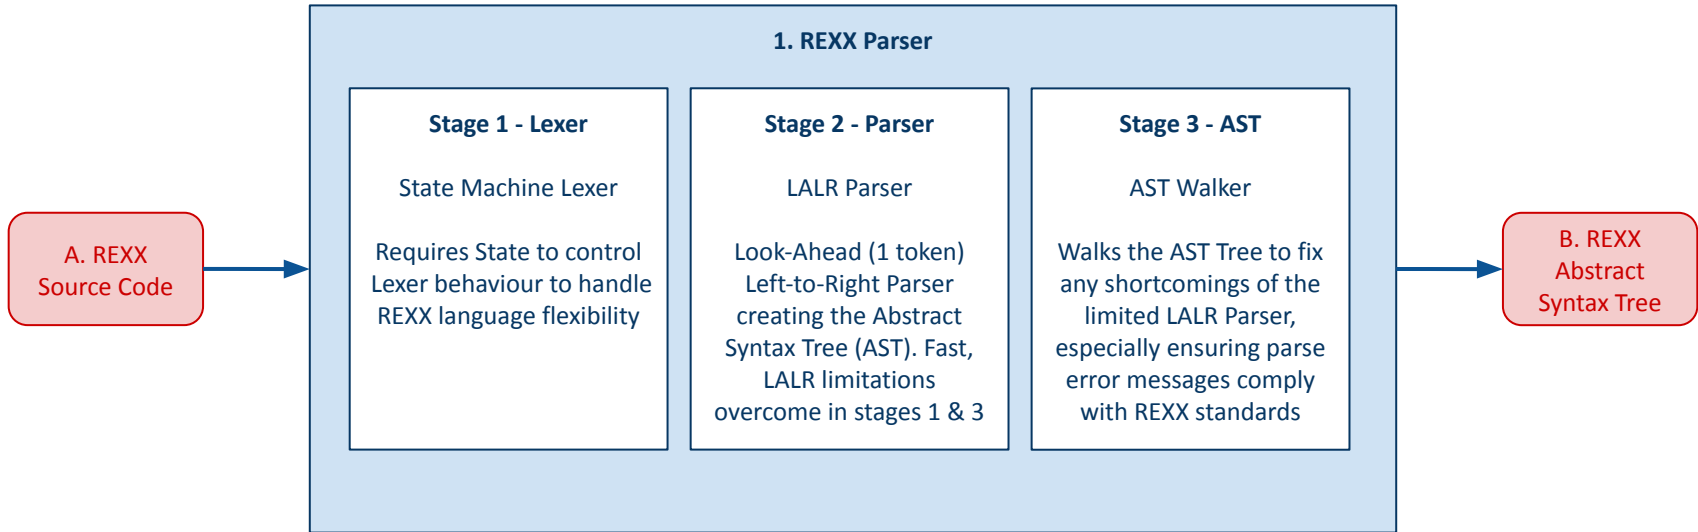 1. REXX Parser
A. REXX
Source Code
Stage 1 - Lexer
State Machine Lexer
Requires State to control
Lexer behaviour to handle
REXX language flexibility
Stage 2 - Parser
LALR Parser
Look-Ahead (1 token)
Left-to-Right Parser
creating the Abstract
Syntax Tree (AST). Fast,
LALR limitations
overcome in stages 1 & 3
Stage 3 - AST
AST Walker
Walks the AST Tree to fix
any shortcomings of the
limited LALR Parser,
especially ensuring parse
error messages comply
with REXX standards
B. REXX
Abstract
Syntax Tree